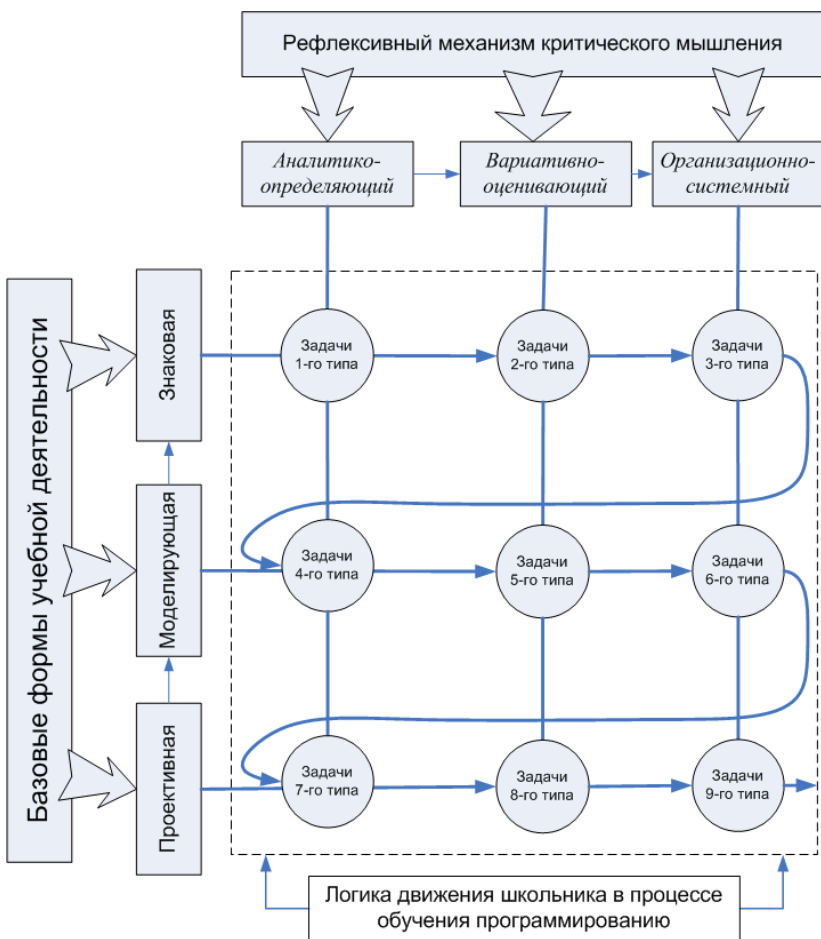 Рефлексивный механизм критического мышления
Аналитико-
определяющий
Вариативно-
оценивающий
Организационно-
системный
Базовые формы учебной деятельности
Знаковая
Задачи
1-го типа
Задачи
2-го типа
Задачи
3-го типа
Моделирующая
Задачи
4-го типа
Задачи
5-го типа
Задачи
6-го типа
Проективная
Задачи
7-го типа
Задачи
8-го типа
Задачи
9-го типа
Логика движения школьника в процессе
обучения программированию